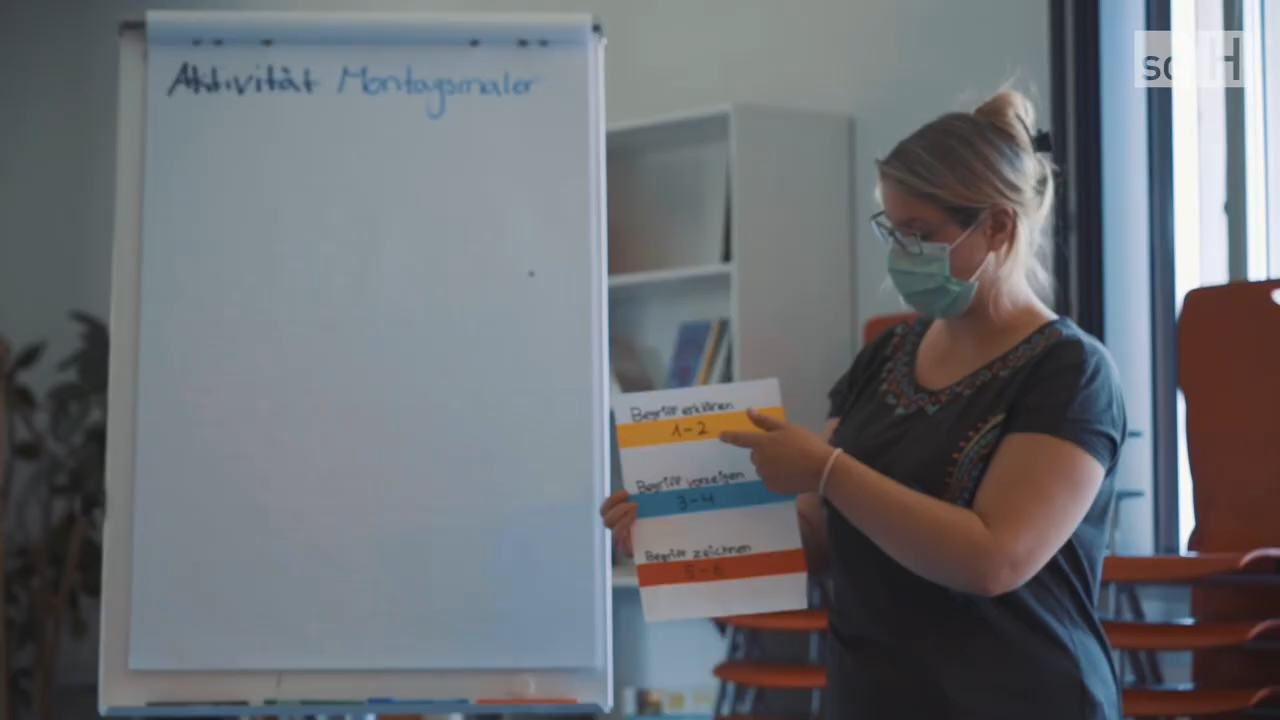 Aktivität Montagsmaler
Begriff erklären
1-2
Begriff vorzeigen
3-4
Begriff zeichnen
5-6